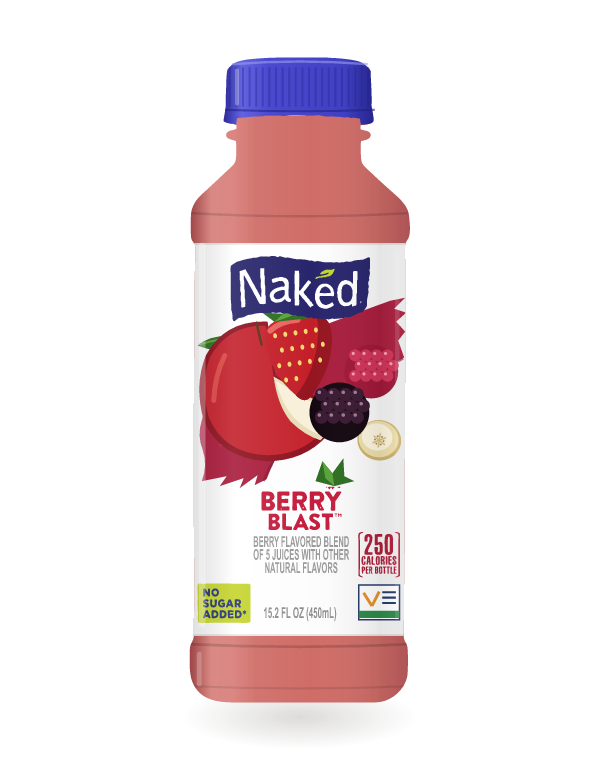 Naked
BERRY
BLAST™
BERRY FLAVORED BLEND
OF 5 JUICES WITH OTHER
NATURAL FLAVORS
250
CALORIES
PER BOTTLE
NO
SUGAR
ADDED*
15.2 FL OZ (450mL)